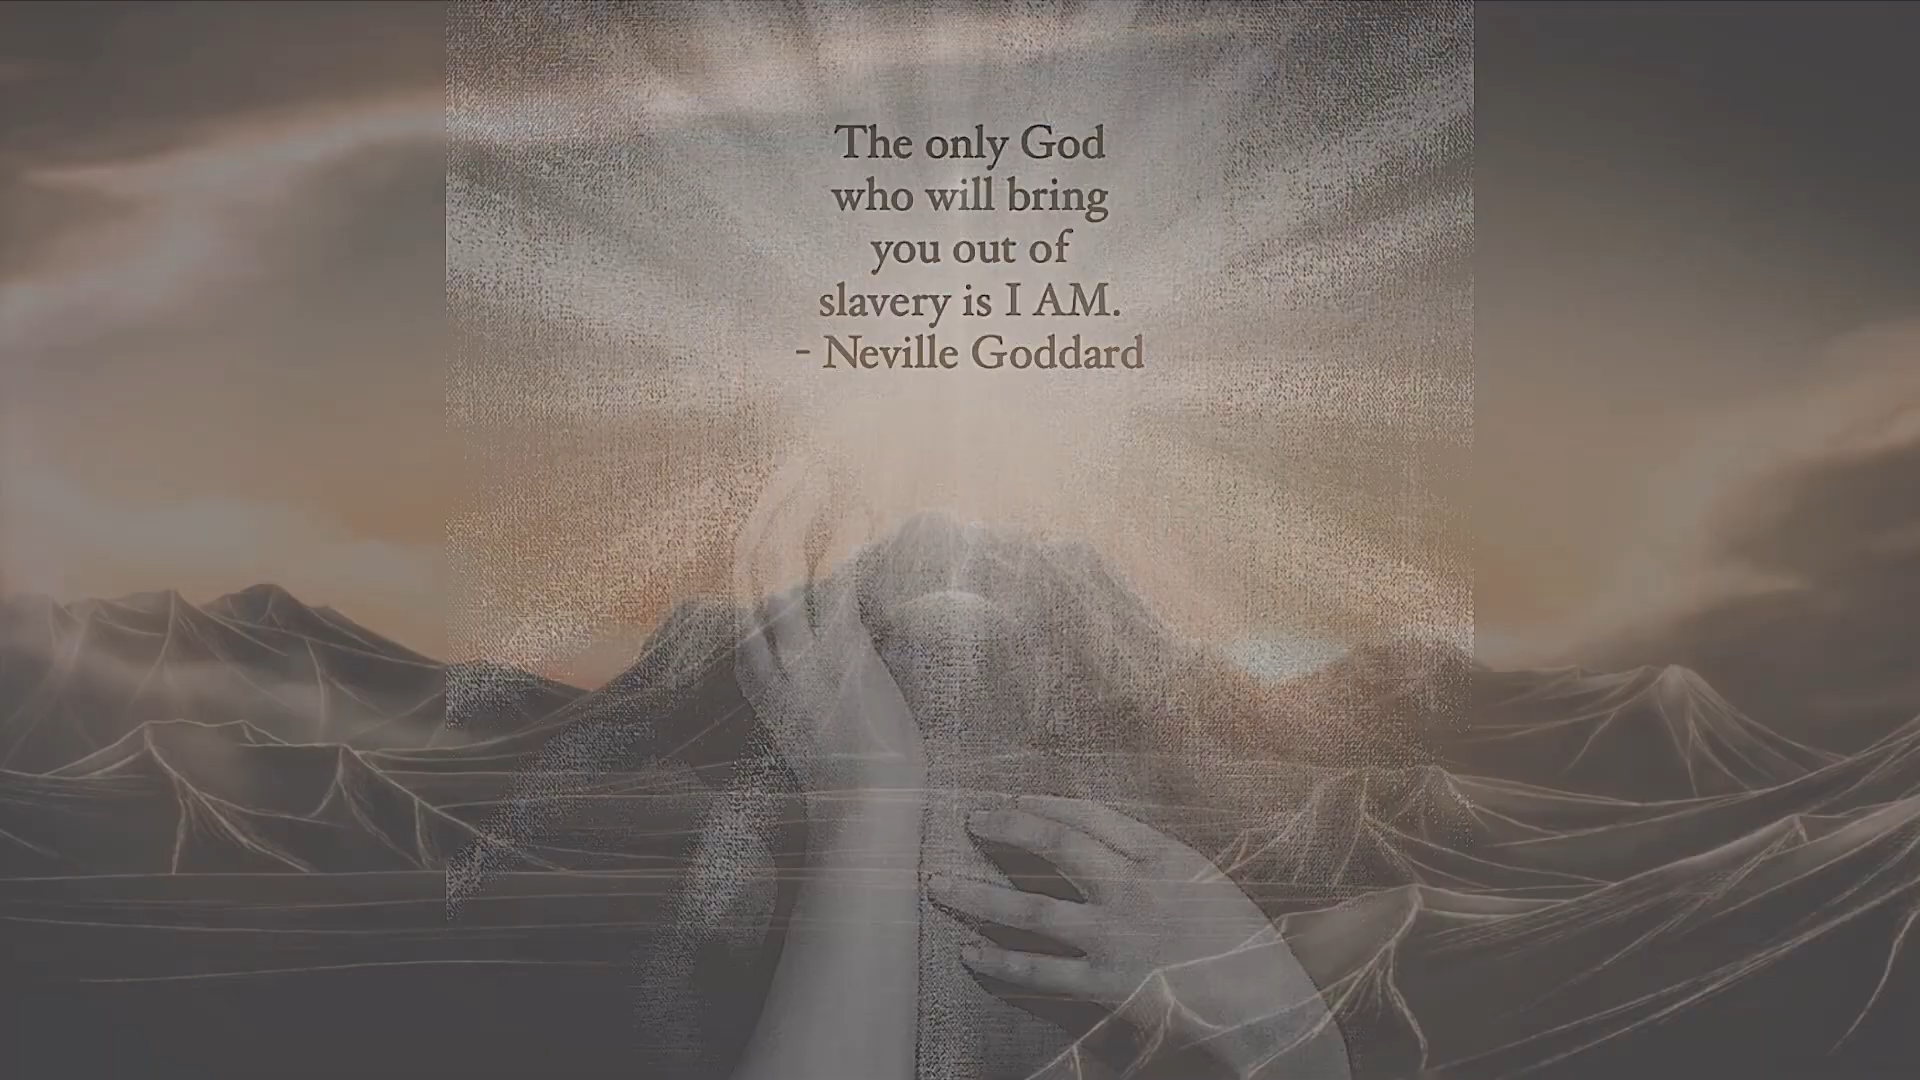 The only God
who will bring
you out of
slavery is I AM.
- Neville Goddard